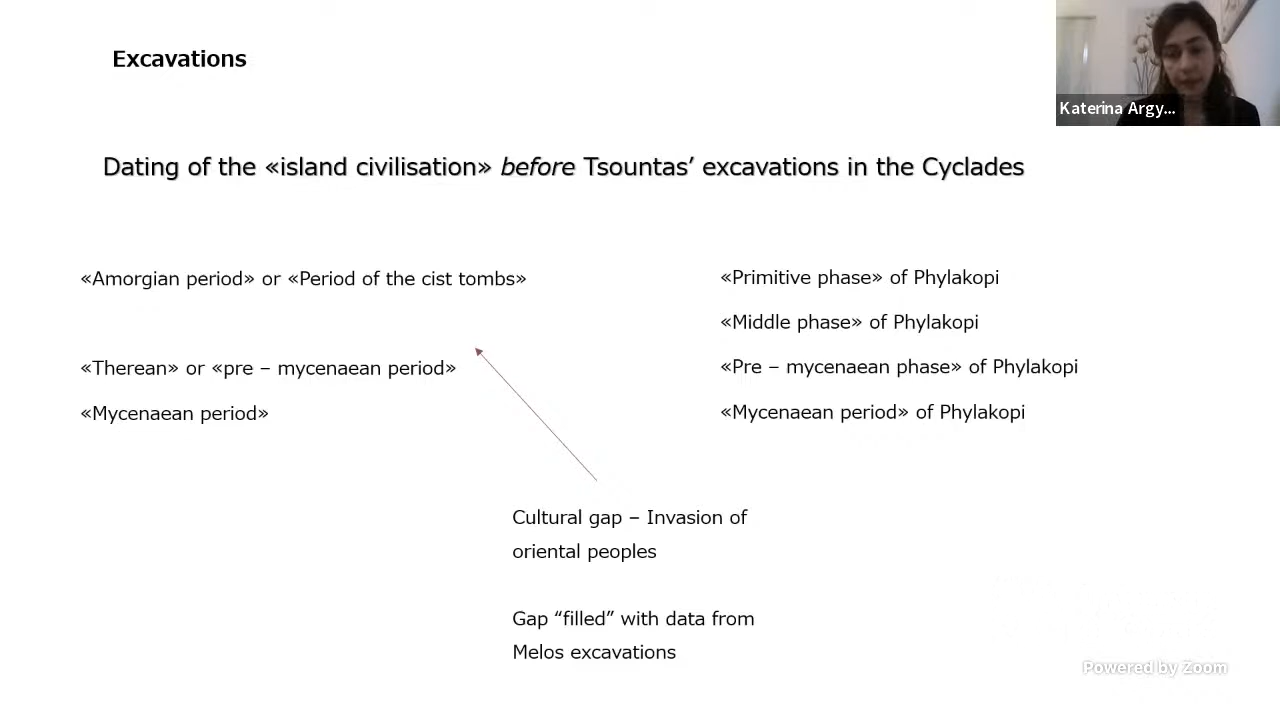 Excavations
Katerina Argy...
Dating of the «island civilisation» before Tsountas’ excavations in the Cyclades
«Amorgian period» or «Period of the cist tombs»
«Therean» or «pre – mycenaean period»
«Mycenaean period»
«Primitive phase» of Phylakopi
«Middle phase» of Phylakopi
«Pre – mycenaean phase» of Phylakopi
«Mycenaean period» of Phylakopi
Cultural gap – Invasion of
oriental peoples
Gap “filled” with data from
Melos excavations
Powered by Zoom